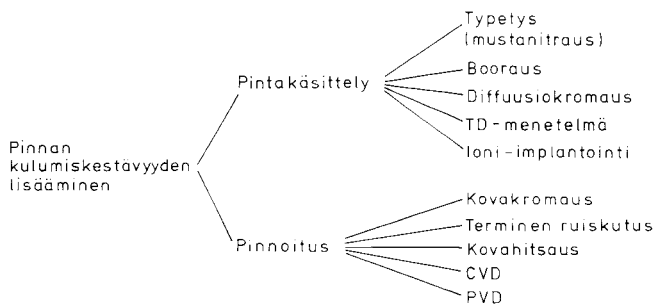 Pinnan
kulumiskestävyyden
lisääminen
Pintakäsittely
Typetys
(mustanitraus)
Booraus
Diffuusiokromaus
TD-menetelmä
Ioni-implantointi
Pinnoitus
Kovakromaus
Terminen ruiskutus
Kovahitsaus
CVD
PVD